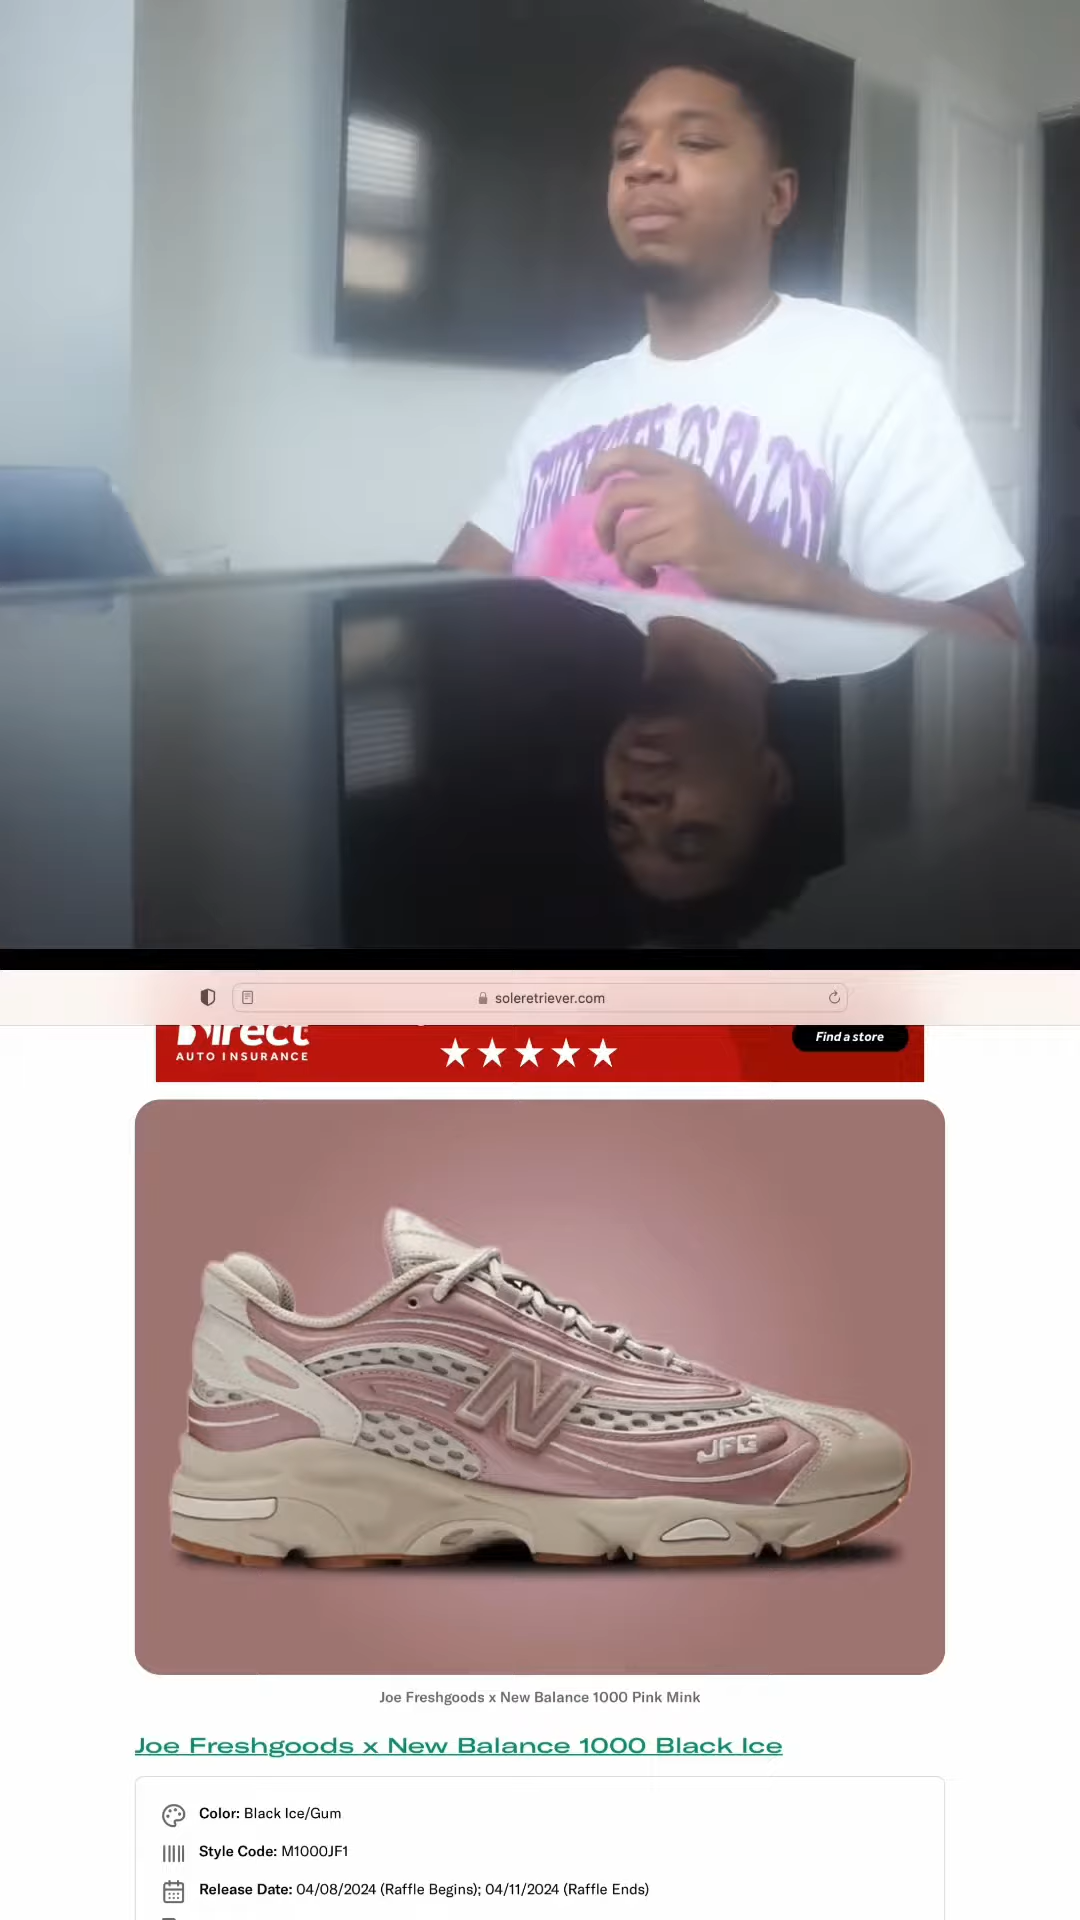 soleretriever.com
Direct
AUTO INSURANCE
Find a store
N
JFG
Joe Freshgoods x New Balance 1000 Pink Mink
Joe Freshgoods x New Balance 1000 Black Ice
Color: Black Ice/Gum
Style Code: M1000JF1
Release Date: 04/08/2024 (Raffle Begins); 04/11/2024 (Raffle Ends)